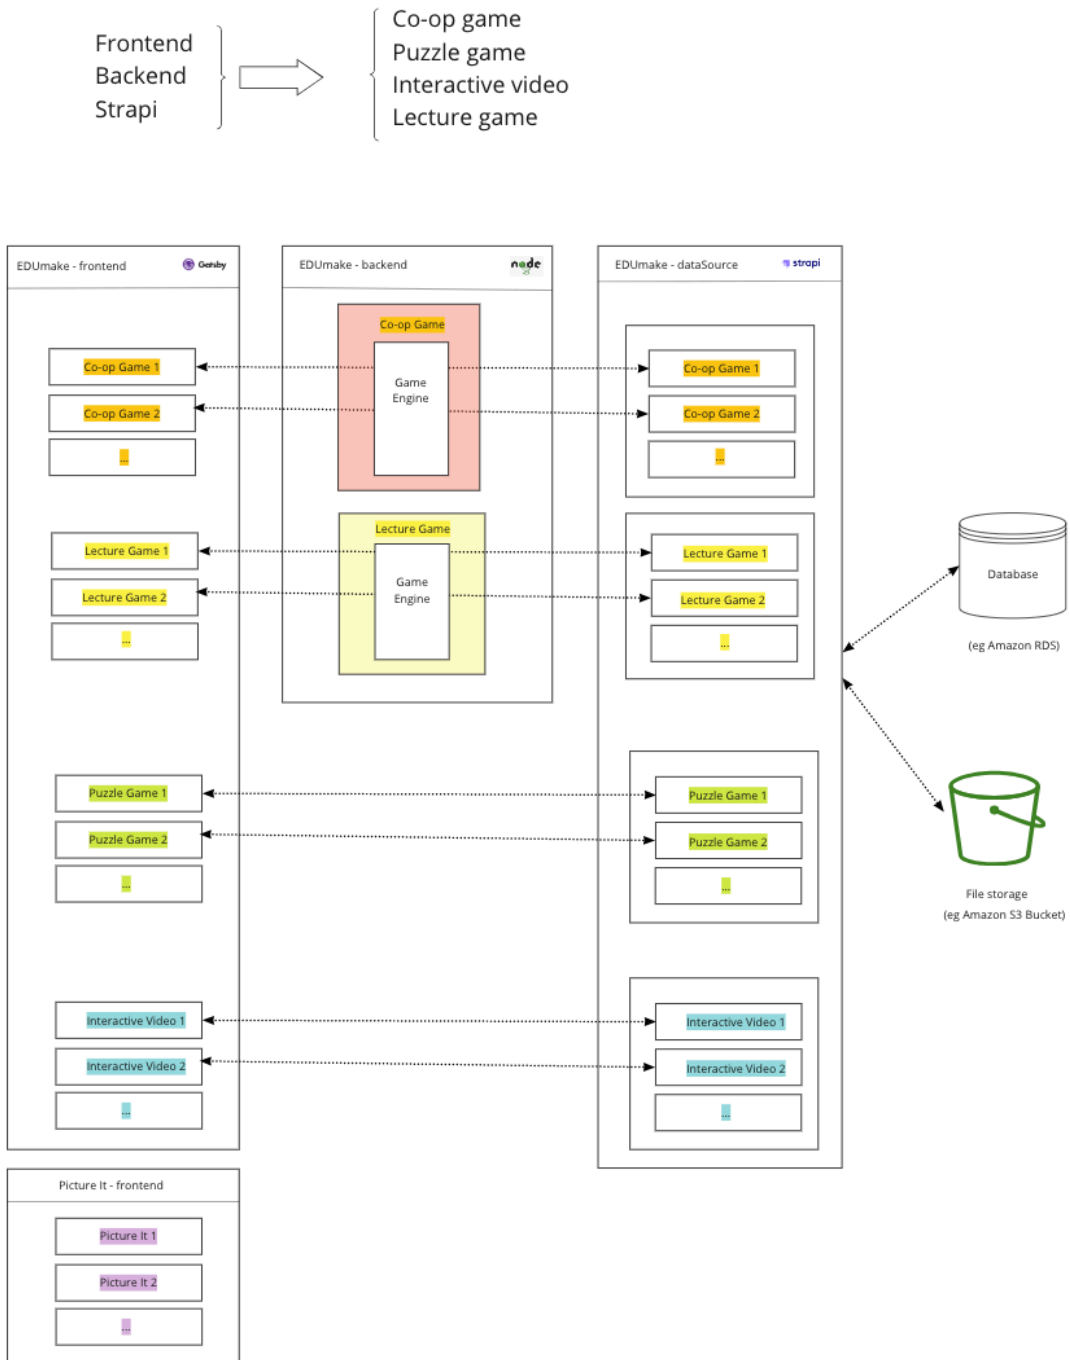 Frontend
Backend
Strapi
Co-op game
Puzzle game
Interactive video
Lecture game
EDUmake - frontend
Gatsby
EDUmake - backend
node
EDUmake - dataSource
strapi
Co-op Game
Game
Engine
Co-op Game 1
Co-op Game 2
...
Co-op Game 1
Co-op Game 2
...
Lecture Game
Game
Engine
Lecture Game 1
Lecture Game 2
...
Lecture Game 1
Lecture Game 2
...
Database
(eg Amazon RDS)
Puzzle Game 1
Puzzle Game 2
...
Puzzle Game 1
Puzzle Game 2
...
File storage
(eg Amazon S3 Bucket)
Interactive Video 1
Interactive Video 2
...
Interactive Video 1
Interactive Video 2
...
Picture It - frontend
Picture It 1
Picture It 2
...